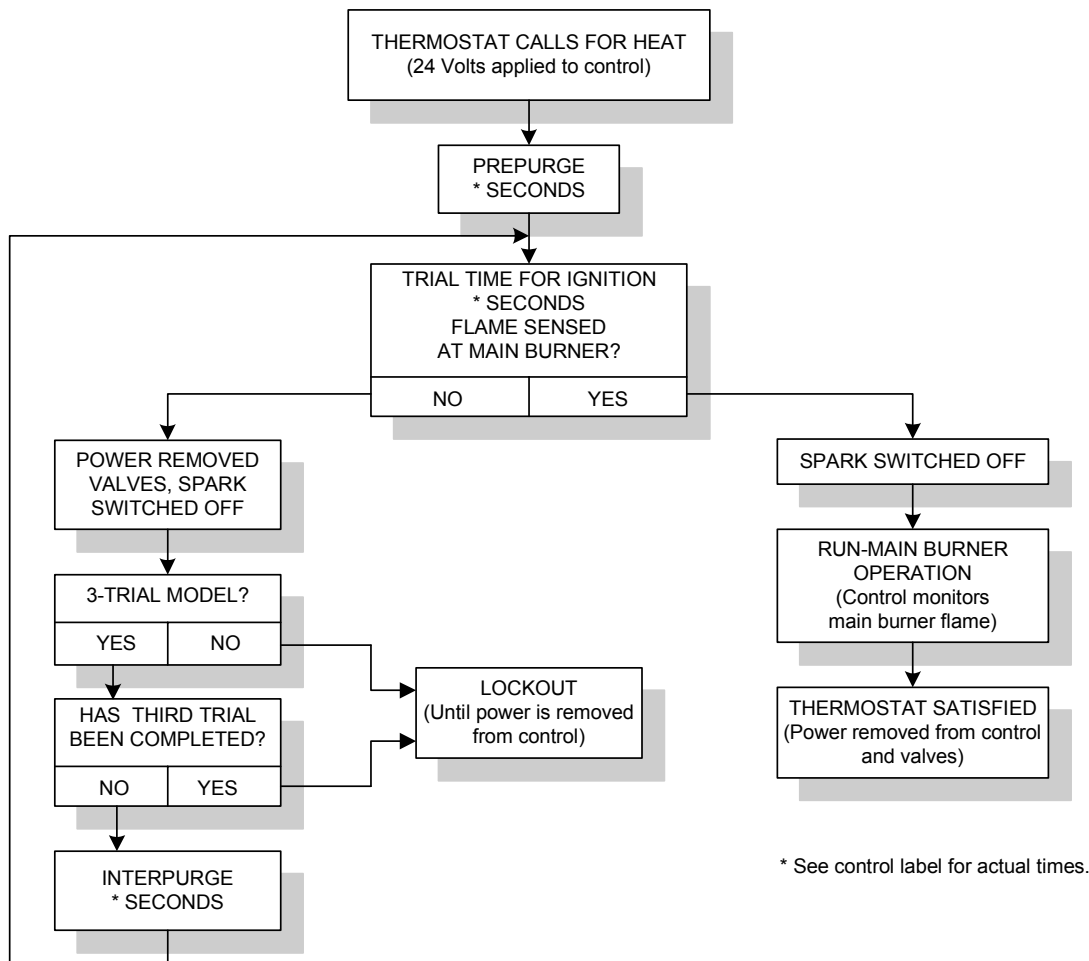 THERMOSTAT CALLS FOR HEAT
(24 Volts applied to control)
PREPURGE
* SECONDS
TRIAL TIME FOR IGNITION
* SECONDS
FLAME SENSED
AT MAIN BURNER?
NO
YES
POWER REMOVED
VALVES, SPARK
SWITCHED OFF
3-TRIAL MODEL?
YES
NO
HAS THIRD TRIAL
BEEN COMPLETED?
NO
YES
INTERPURGE
* SECONDS
LOCKOUT
(Until power is removed
from control)
SPARK SWITCHED OFF
RUN-MAIN BURNER
OPERATION
(Control monitors
main burner flame)
THERMOSTAT SATISFIED
(Power removed from control
and valves)
* See control label for actual times.